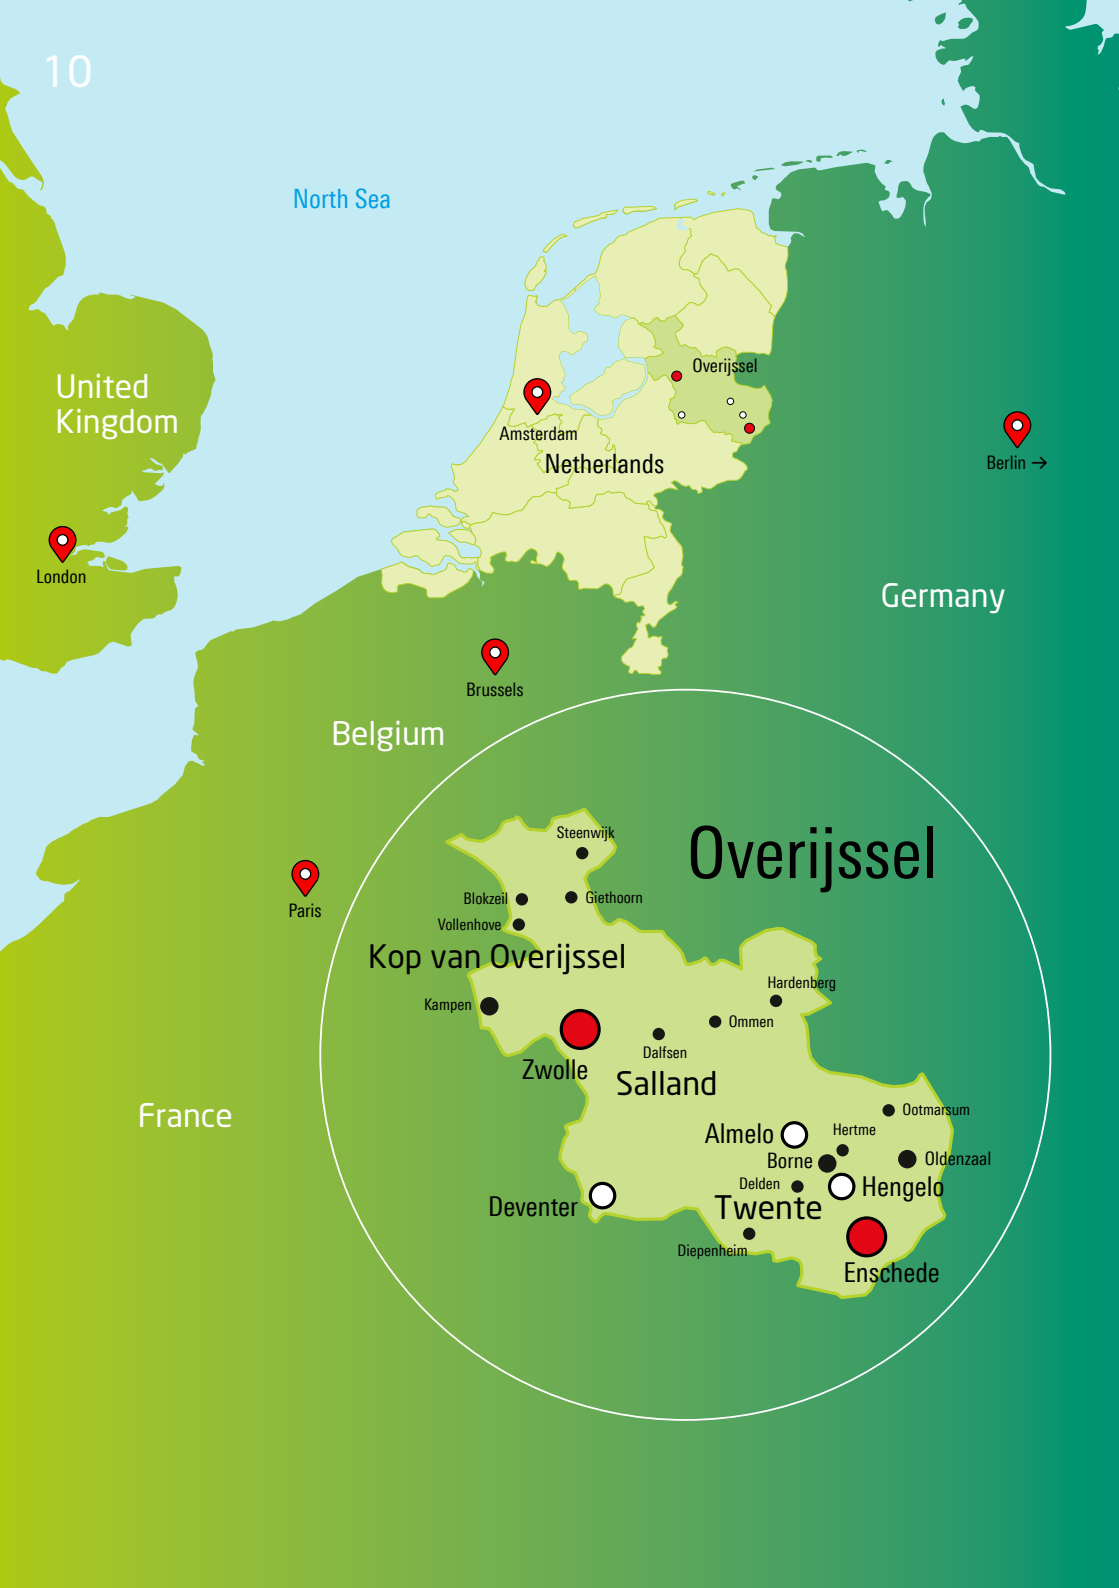 10
North Sea
United
Kingdom
Overijssel
Amsterdam
Netherlands
Berlin →
London
Germany
Brussels
Belgium
Overijssel
Steenwijk
Blokzeil
Giethoorn
Vollenhove
Paris
Kop van Overijssel
Hardenberg
Kampen
Ommen
Dalfsen
Zwolle
Salland
France
Ootmarsum
Almelo
Hertme
Borne
Oldenzaal
Delden
Hengelo
Deventer
Twente
Diepenheim
Enschede